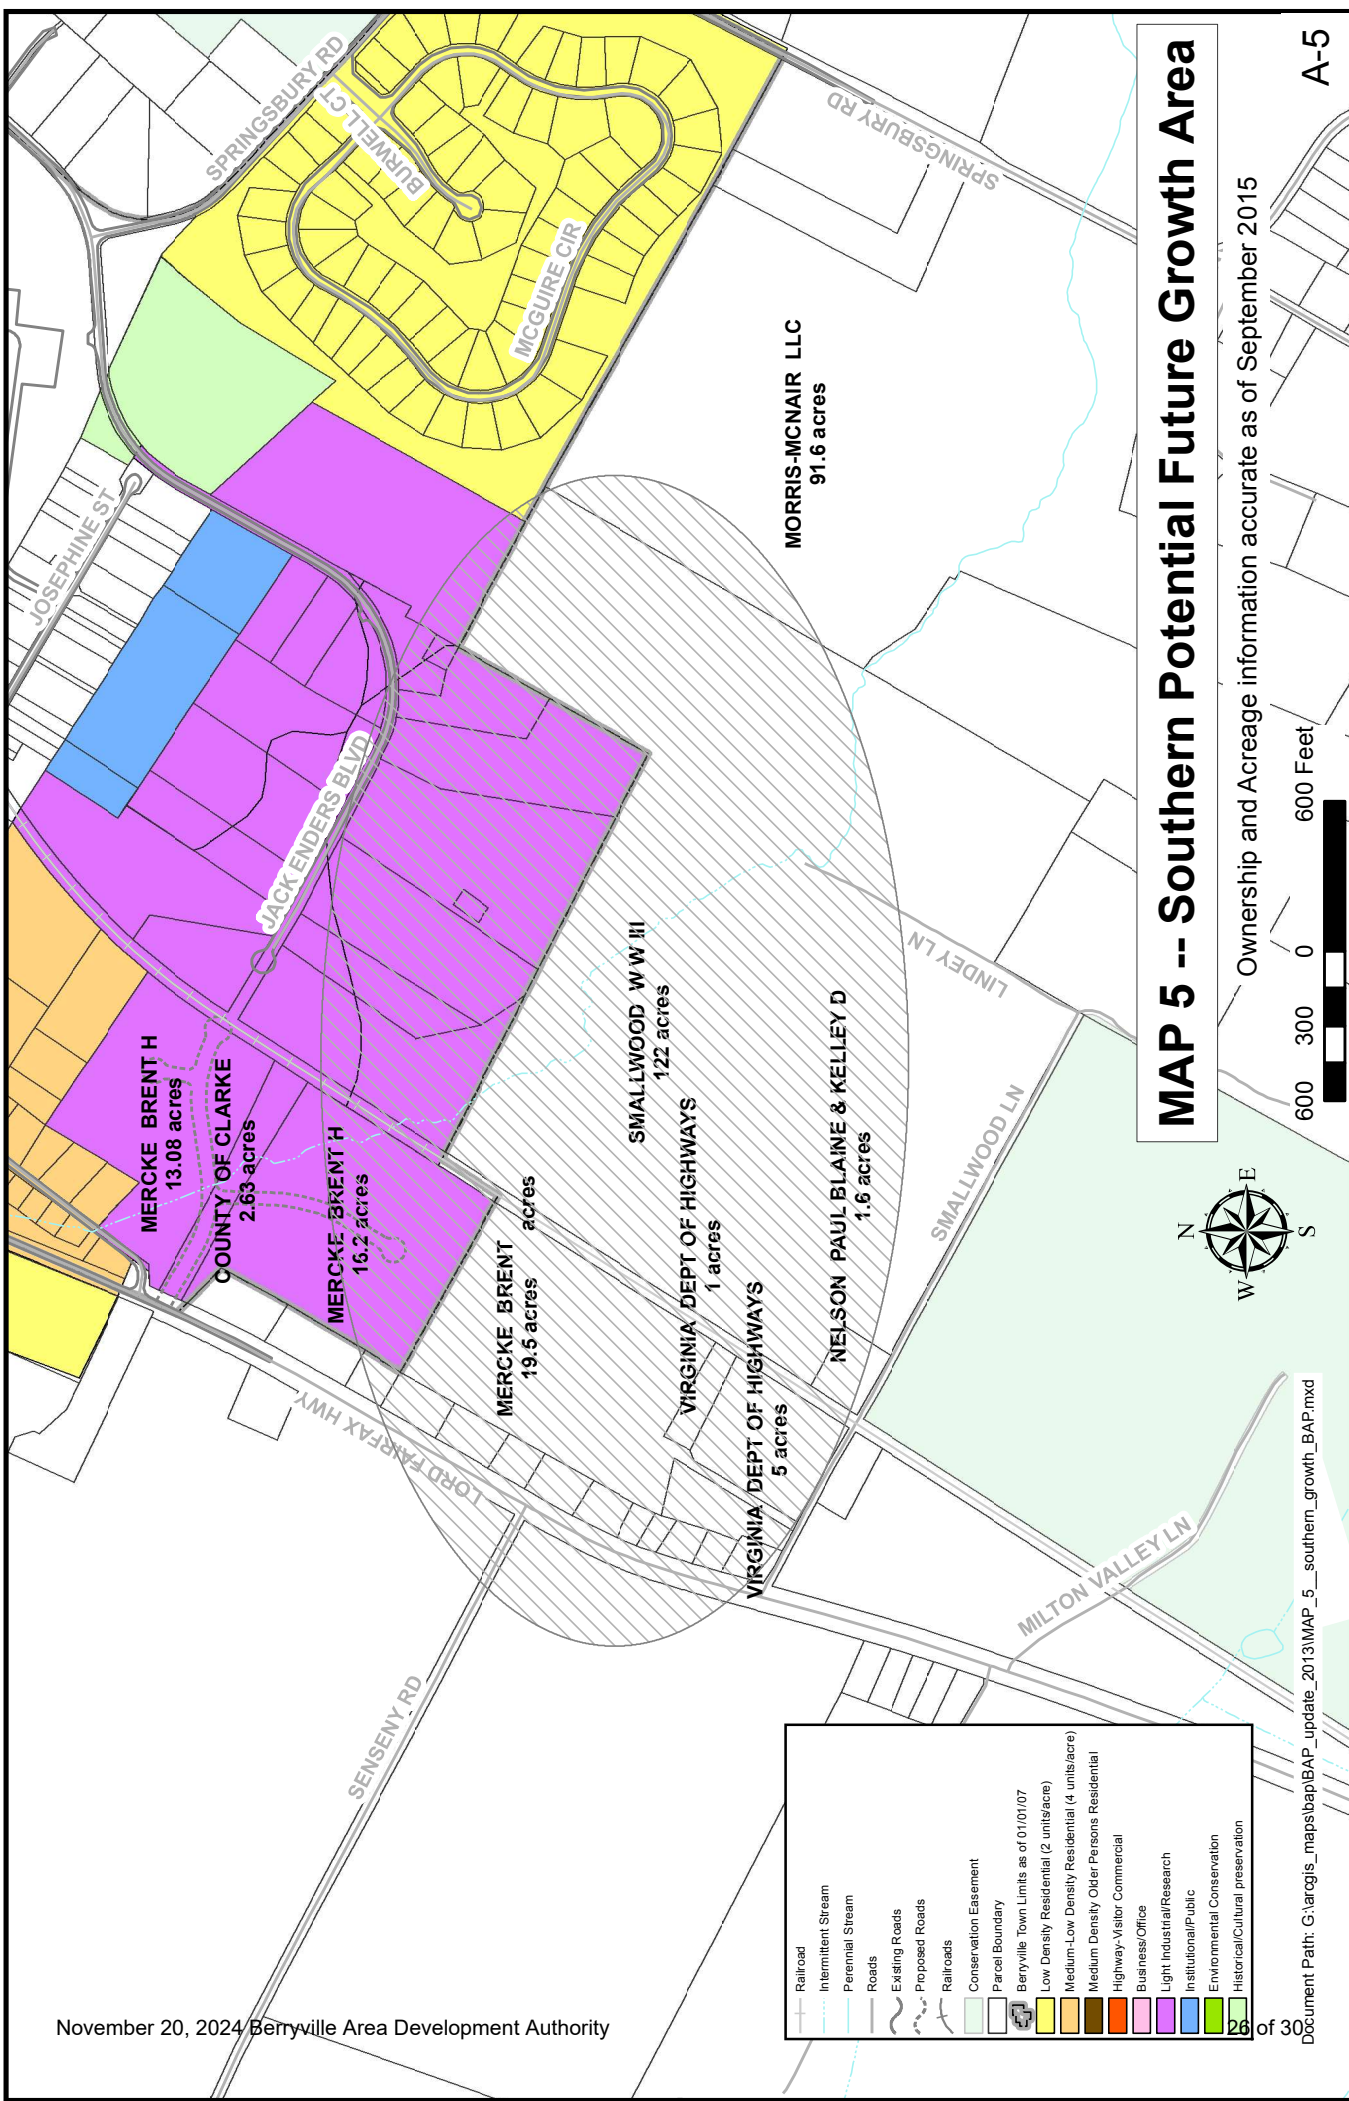 SPRINGSBURY RD
BURWELL CT
MCGUIRE CIR
SPRINGSBURY RD
JOSEPHINE ST
JACK ENDERS BLVD
MORRIS-MCNAIR LLC
91.6 acres
MERCKE BRENT H
13.08 acres
COUNTY OF CLARKE
2.63 acres
MERCKE BRENT H
16.2 acres
MERCKE BRENT
19.5 acres
acres
SMALLWOOD W W III
122 acres
VIRGINIA DEPT OF HIGHWAYS
1 acres
VIRGINIA DEPT OF HIGHWAYS
5 acres
NELSON PAUL BLAINE & KELLEY D
1.6 acres
LORD FAIRFAX HWY
SENSENY RD
LINDEY LN
SMALLWOOD LN
MILTON VALLEY LN
MAP 5 -- Southern Potential Future Growth Area
Ownership and Acreage information accurate as of September 2015
A-5
600 300 0 600 Feet
N
W E
S
Railroad
Intermittent Stream
Perennial Stream
Roads
Existing Roads
Proposed Roads
Railroads
Conservation Easement
Parcel Boundary
Berryville Town Limits as of 01/01/07
Low Density Residential (2 units/acre)
Medium-Low Density Residential (4 units/acre)
Medium Density Older Persons Residential
Highway-Visitor Commercial
Business/Office
Light Industrial/Research
Institutional/Public
Environmental Conservation
Historical/Cultural preservation
Document Path: G:\arcgis_maps\bap\BAP_update_2013\MAP_5__southern_growth_BAP.mxd
November 20, 2024 Berryville Area Development Authority
26 of 30